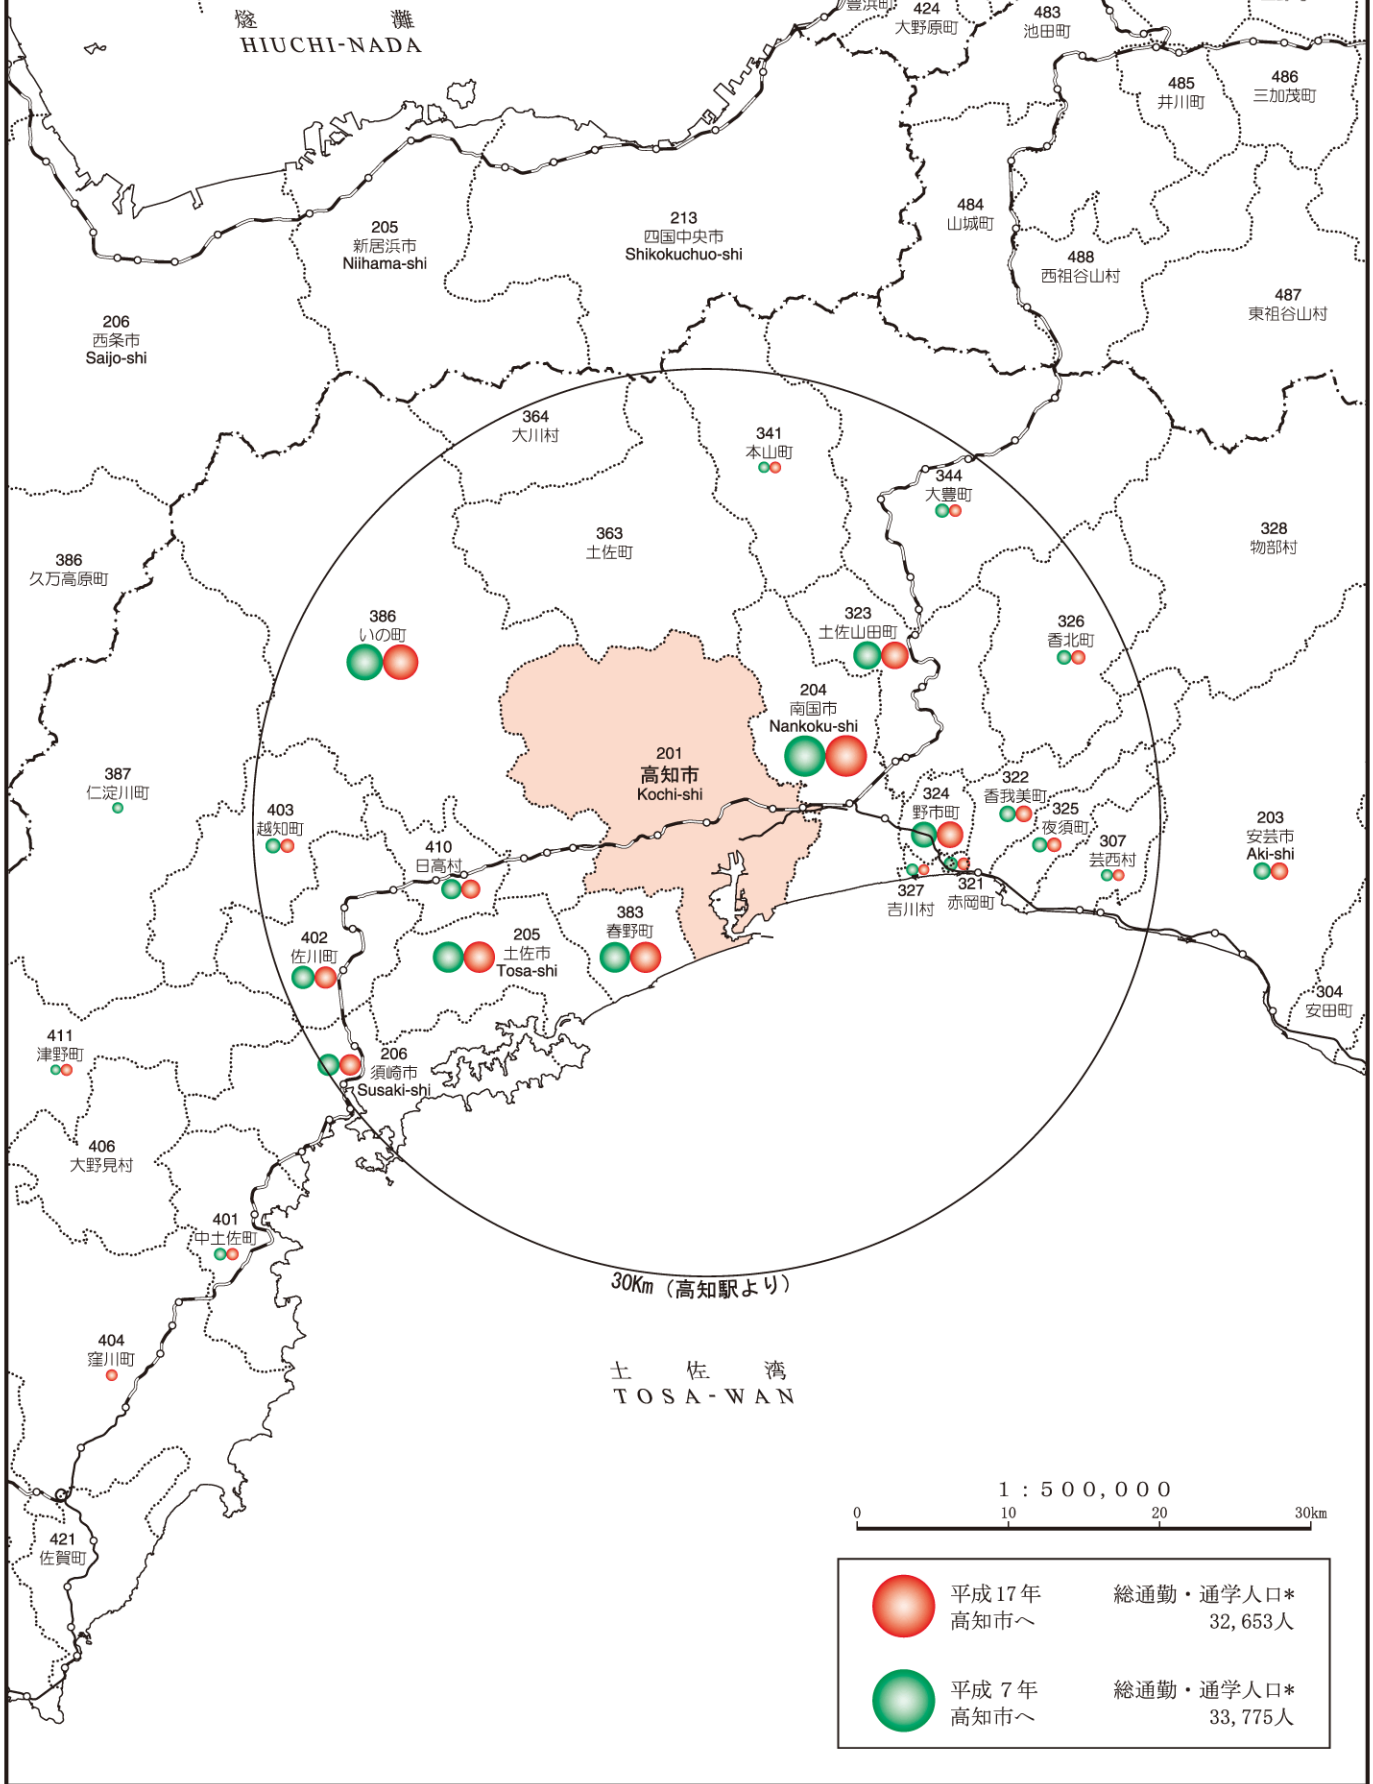 燧 灘
HIUCHI-NADA
豊浜町
424
大野原町
483
池田町
485
井川町
486
三加茂町
484
山城町
205
新居浜市
Niihama-shi
213
四国中央市
Shikokuchuo-shi
488
西祖谷山村
487
東祖谷山村
206
西条市
Saijo-shi
364
大川村
341
本山町
344
大豊町
363
土佐町
328
物部村
386
久万高原町
386
いの町
323
土佐山田町
326
香北町
204
南国市
Nankoku-shi
201
高知市
Kochi-shi
387
仁淀川町
403
越知町
410
日高村
324
野市町
322
香我美町
325
夜須町
307
芸西村
203
安芸市
Aki-shi
327
吉川村
321
赤岡町
402
佐川町
205
土佐市
Tosa-shi
383
春野町
304
安田町
411
津野町
206
須崎市
Susaki-shi
406
大野見村
401
中土佐町
30Km（高知駅より）
404
窪川町
土 佐 湾
TOSA-WAN
421
佐賀町
1：500,000
0 10 20 30km
平成17年 総通勤・通学人口*
高知市へ 32,653人
平成 7年 総通勤・通学人口*
高知市へ 33,775人